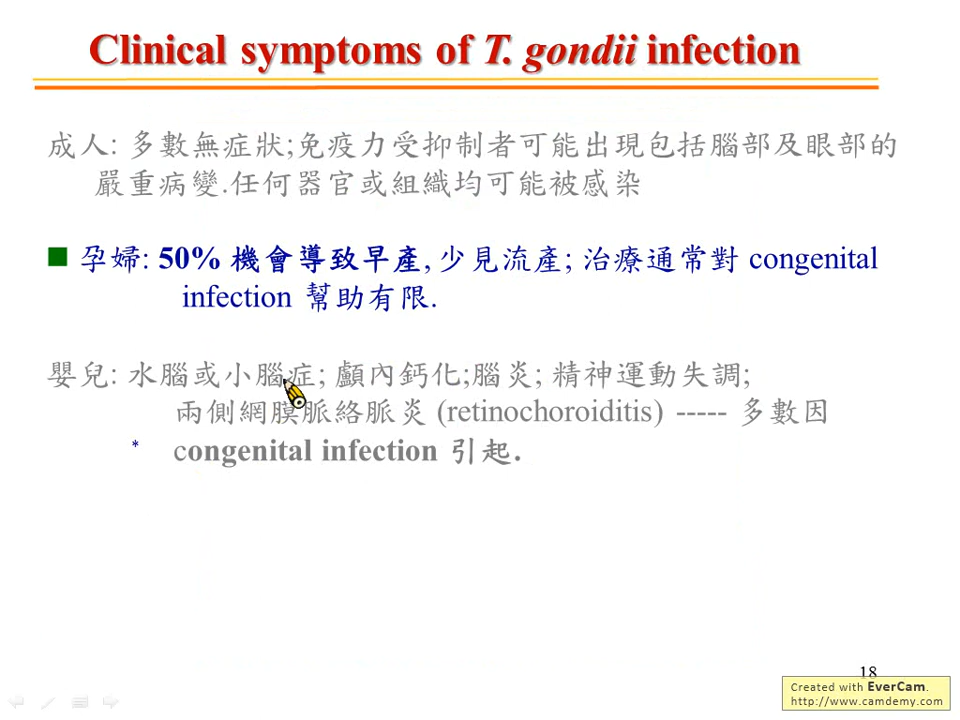 Clinical symptoms of T. gondii infection
成人: 多數無症狀;免疫力受抑制者可能出現包括腦部及眼部的
嚴重病變.任何器官或組織均可能被感染
孕婦: 50% 機會導致早產, 少見流產; 治療通常對 congenital
infection 幫助有限.
嬰兒: 水腦或小腦症; 顱內鈣化;腦炎; 精神運動失調;
兩側網膜脈絡脈炎 (retinochoroiditis) ----- 多數因
* congenital infection 引起.
18
Created with EverCam.
http://www.camdemy.com